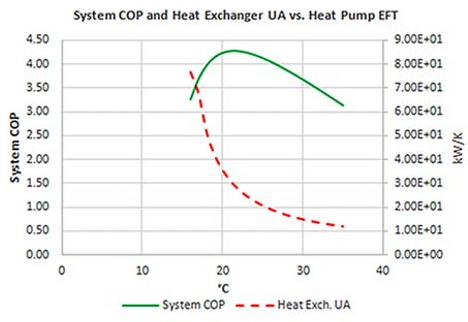 System COP and Heat Exchanger UA vs. Heat Pump EFT
4.50
4.00
3.50
3.00
2.50
2.00
1.50
1.00
0.50
0.00
System COP
9.00E+01
8.00E+01
7.00E+01
6.00E+01
5.00E+01
4.00E+01
3.00E+01
2.00E+01
1.00E+01
0.00E+00
kW/K
0 10 20 30 40
°C
System COP Heat Exch. UA